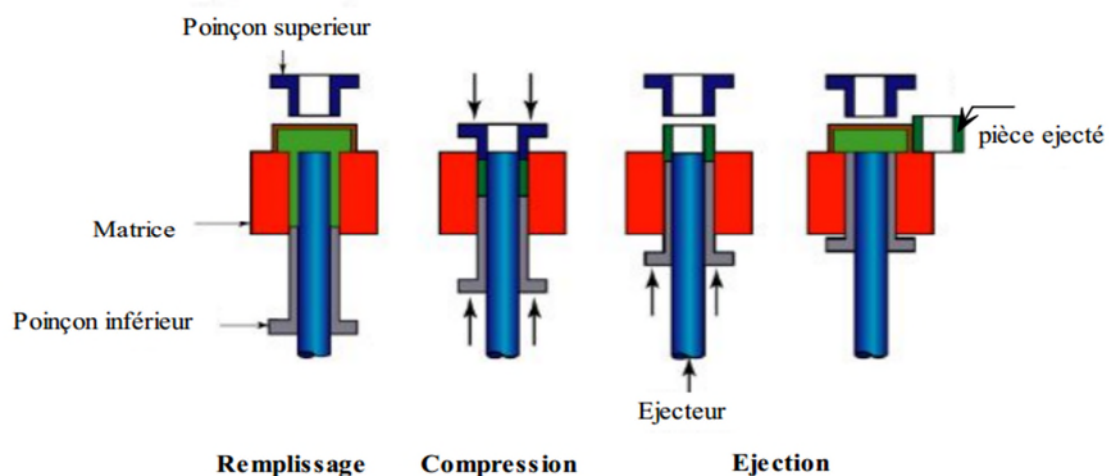 Poinçon superieur
pièce ejecté
Matrice
Poinçon inférieur
Ejecteur
Remplissage
Compression
Ejection